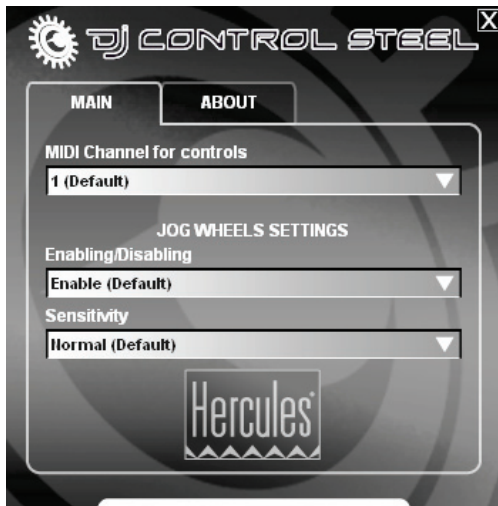 DJ CONTROL STEEL
X
MAIN
ABOUT
MIDI Channel for controls
1 (Default)
JOG WHEELS SETTINGS
Enabling/Disabling
Enable (Default)
Sensitivity
Normal (Default)
Hercules